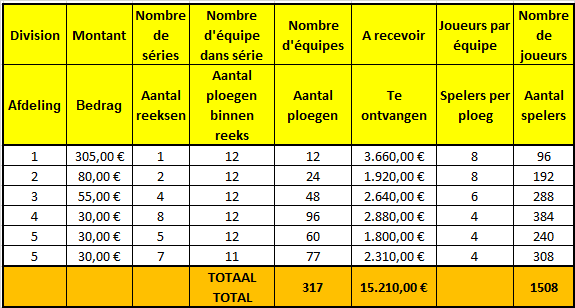 Division Montant Nombre de séries Nombre d'équipe dans série Nombre d'équipes A recevoir Joueurs par équipe Nombre de joueurs
Afdeling Bedrag Aantal reeksen Aantal ploegen binnen reeks Aantal ploegen Te ontvangen Spelers per ploeg Aantal spelers
1 305,00 € 1 12 12 3.660,00 € 8 96
2 80,00 € 2 12 24 1.920,00 € 8 192
3 55,00 € 4 12 48 2.640,00 € 6 288
4 30,00 € 8 12 96 2.880,00 € 4 384
5 30,00 € 5 12 60 1.800,00 € 4 240
5 30,00 € 7 11 77 2.310,00 € 4 308
TOTAAL TOTAL 317 15.210,00 € 1508